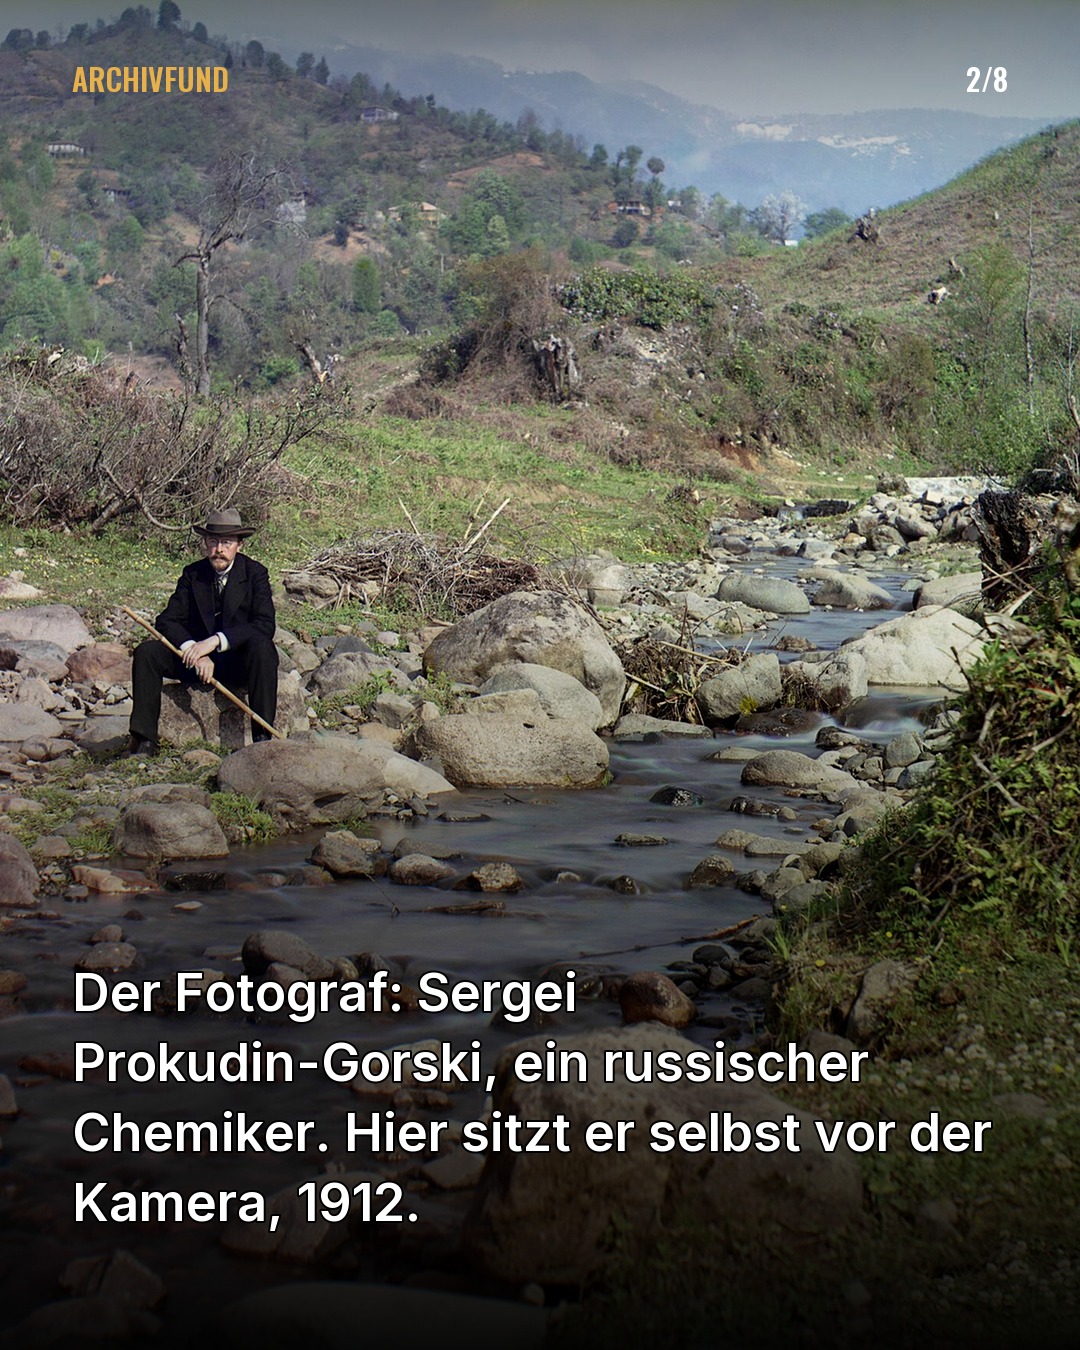 ARCHIVFUND
2/8
Der Fotograf: Sergei
Prokudin-Gorski, ein russischer
Chemiker. Hier sitzt er selbst vor der
Kamera, 1912.